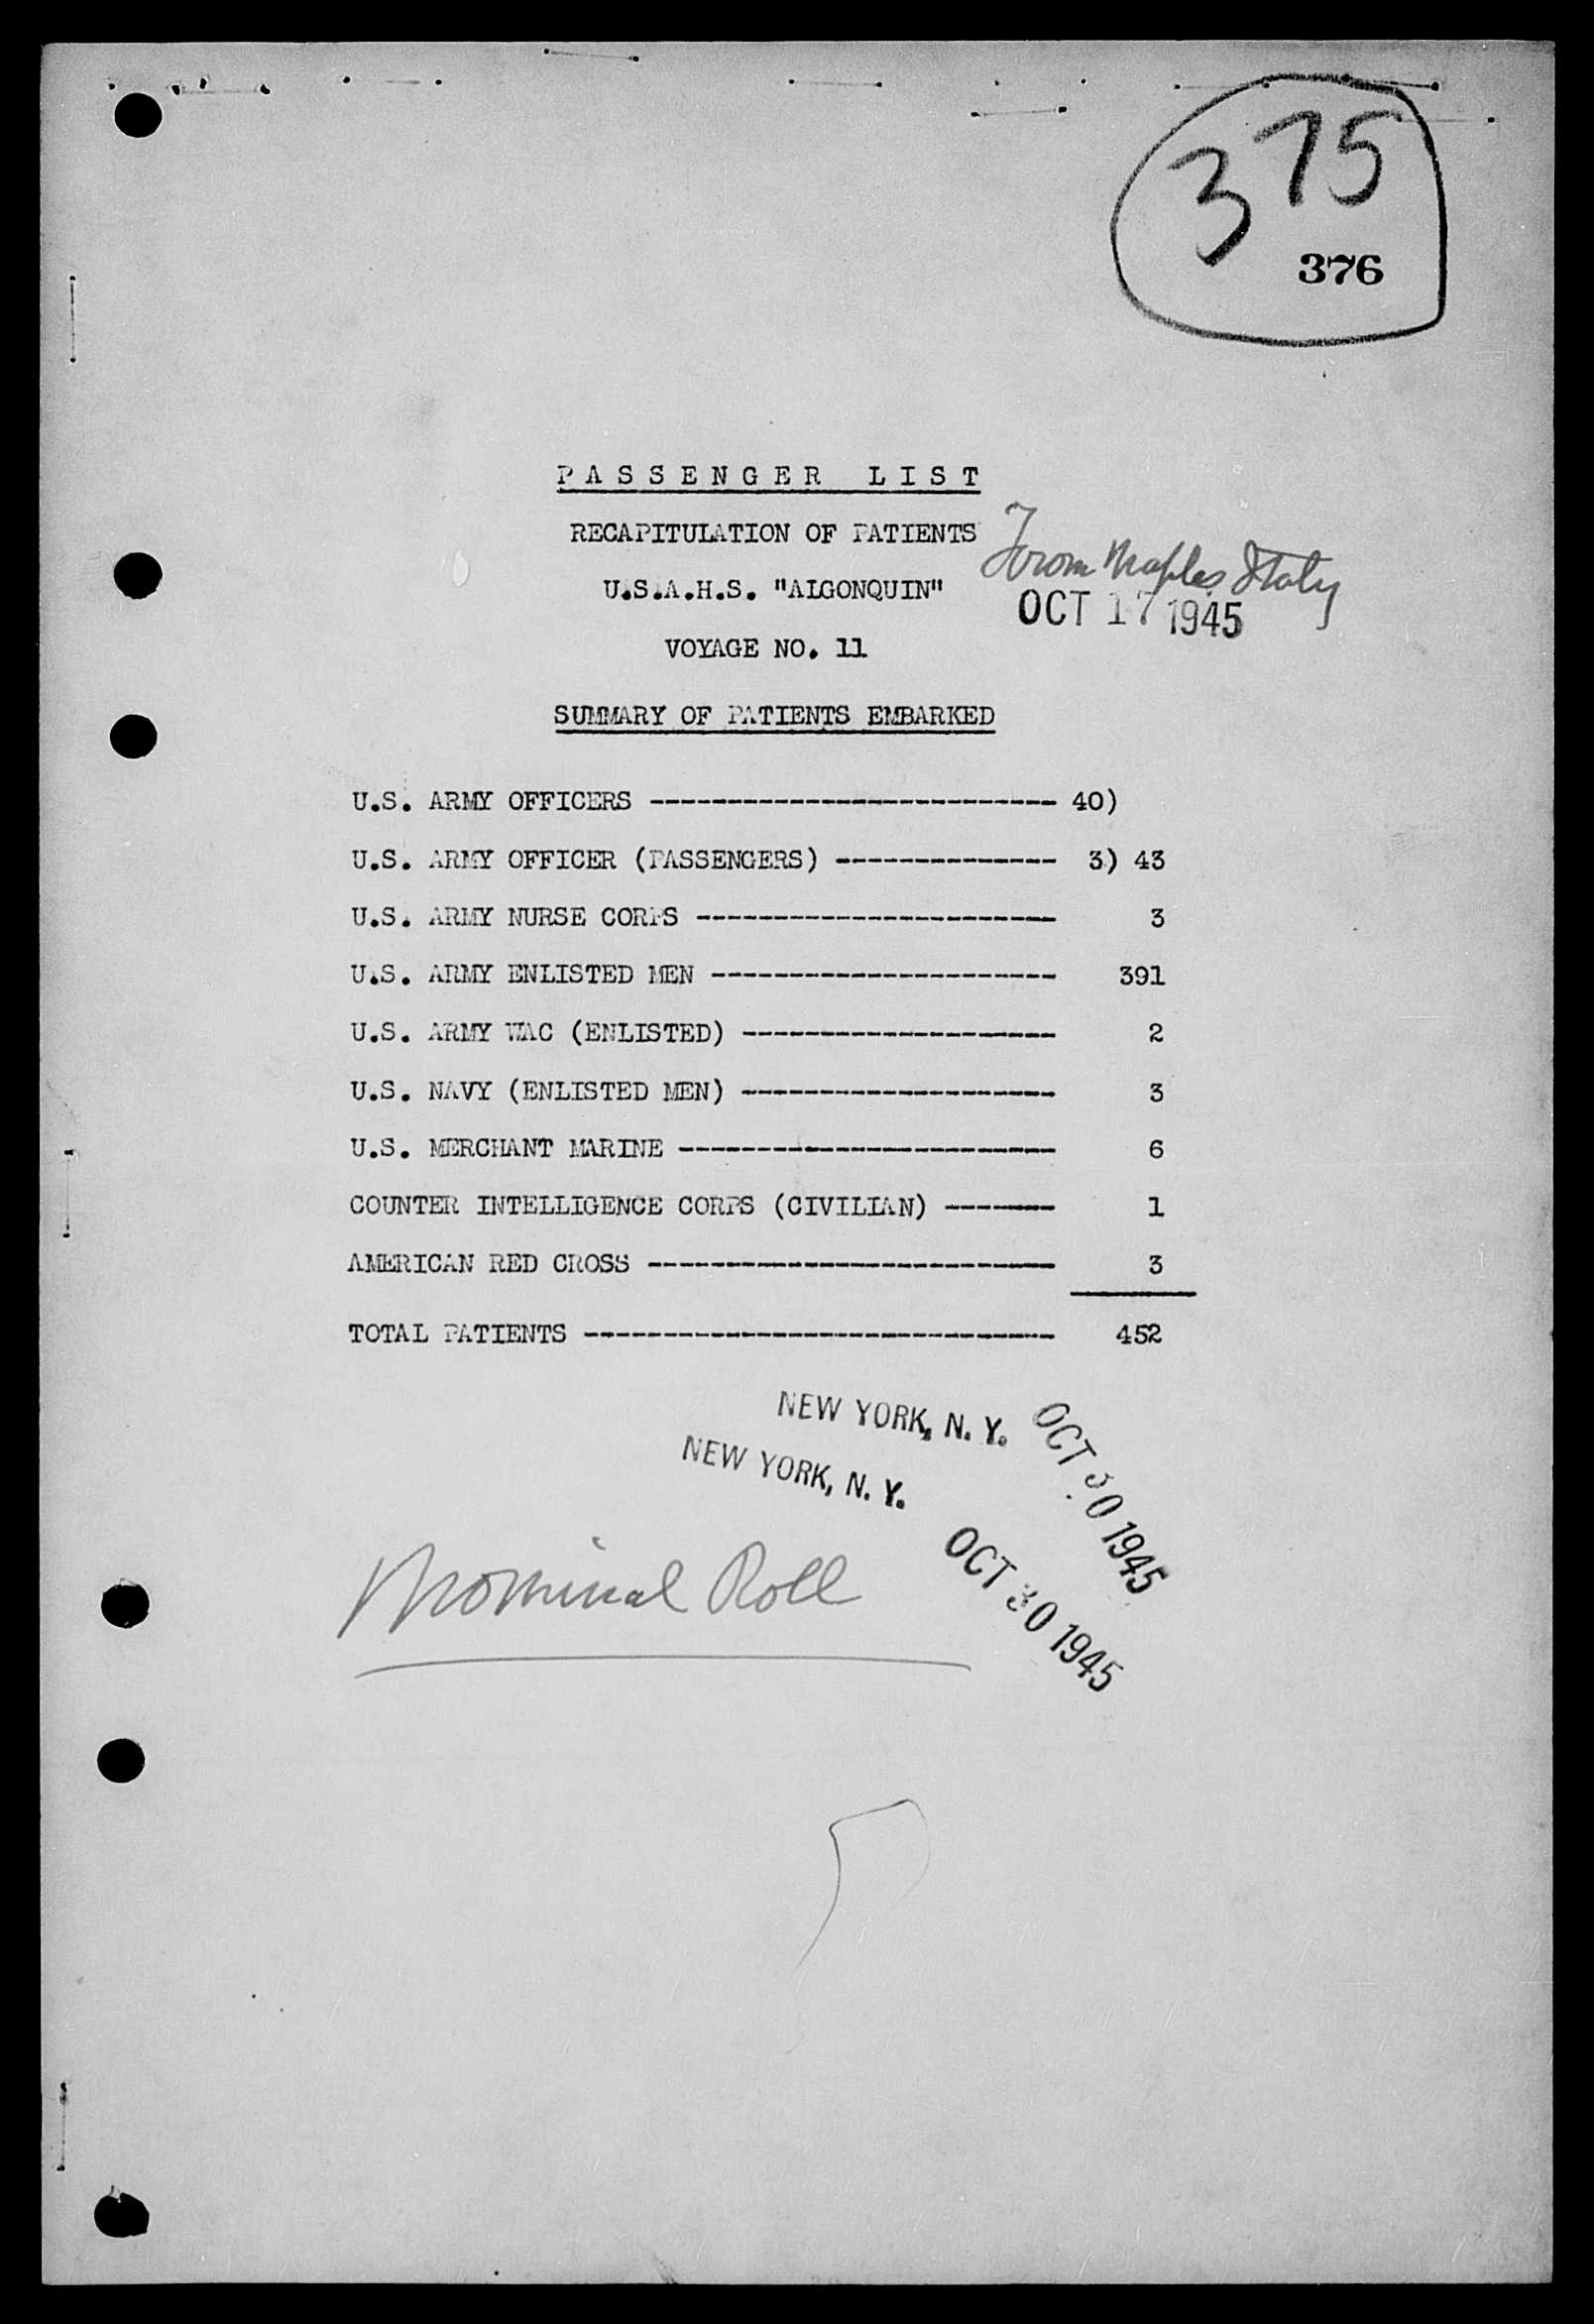 375
376
PASSENGER LIST
RECAPITULATION OF PATIENTS
From Naples Italy
U.S.A.H.S. "ALGONQUIN"
OCT 17 1945
VOYAGE NO. 11
SUMMARY OF PATIENTS EMBARKED
U.S. ARMY OFFICERS -------------------------- 40)
U.S. ARMY OFFICER (PASSENGERS) -------------- 3) 43
U.S. ARMY NURSE CORPS ----------------------- 3
U.S. ARMY ENLISTED MEN ---------------------- 391
U.S. ARMY WAC (ENLISTED) -------------------- 2
U.S. NAVY (ENLISTED MEN) -------------------- 3
U.S. MERCHANT MARINE ------------------------ 6
COUNTER INTELLIGENCE CORPS (CIVILIAN) ------- 1
AMERICAN RED CROSS -------------------------- 3
TOTAL PATIENTS ------------------------------ 452
NEW YORK, N. Y. OCT 30 1945
NEW YORK, N. Y. OCT 30 1945
Nominal Roll